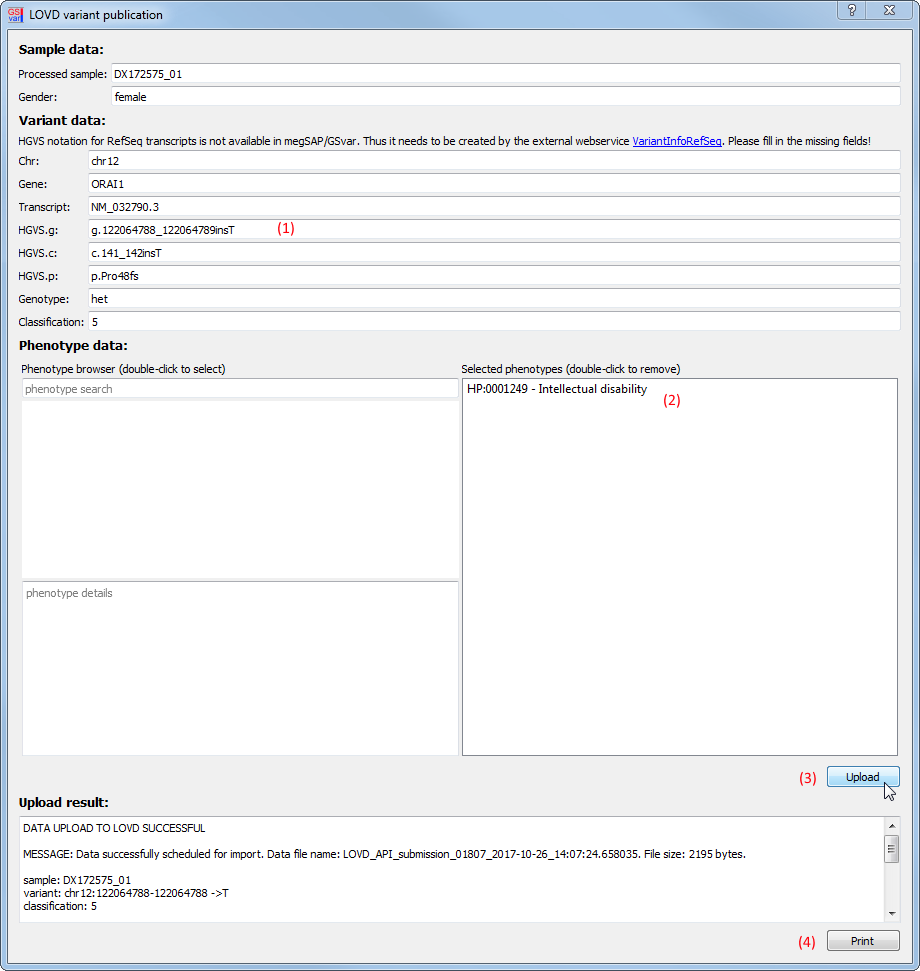 GS
var
LOVD variant publication
?
Sample data:
Processed sample: DX172575_01
Gender: female
Variant data:
HGVS notation for RefSeq transcripts is not available in megSAP/GSvar. Thus it needs to be created by the external webservice VariantInfoRefSeq. Please fill in the missing fields!
Chr: chr12
Gene: ORAI1
Transcript: NM_032790.3
HGVS.g: g.122064788_122064789insT (1)
HGVS.c: c.141_142insT
HGVS.p: p.Pro48fs
Genotype: het
Classification: 5
Phenotype data:
Phenotype browser (double-click to select) Selected phenotypes (double-click to remove)
phenotype search HP:0001249 - Intellectual disability
(2)
phenotype details
(3) Upload
Upload result:
DATA UPLOAD TO LOVD SUCCESSFUL
MESSAGE: Data successfully scheduled for import. Data file name: LOVD_API_submission_01807_2017-10-26_14:07:24.658035. File size: 2195 bytes.
sample: DX172575_01
variant: chr12:122064788-122064788 ->T
classification: 5
(4) Print